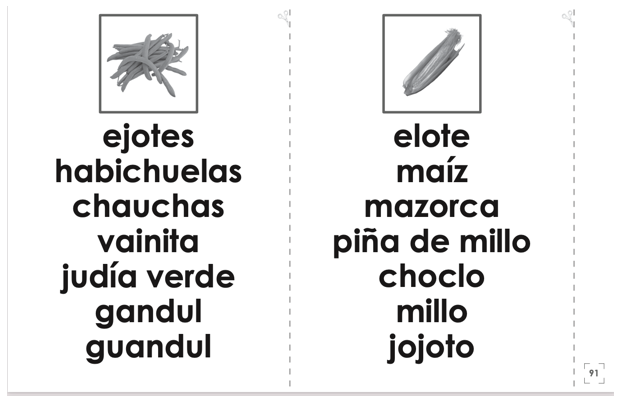 ejotes
habichuelas
chauchas
vainita
judía verde
gandul
guandul
elote
maíz
mazorca
piña de millo
choclo
millo
jojoto
91